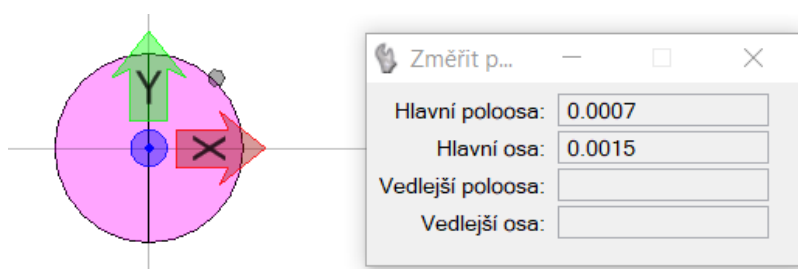 Y
X
Změřit p...
Hlavní poloosa: 0.0007
Hlavní osa: 0.0015
Vedlejší poloosa:
Vedlejší osa: